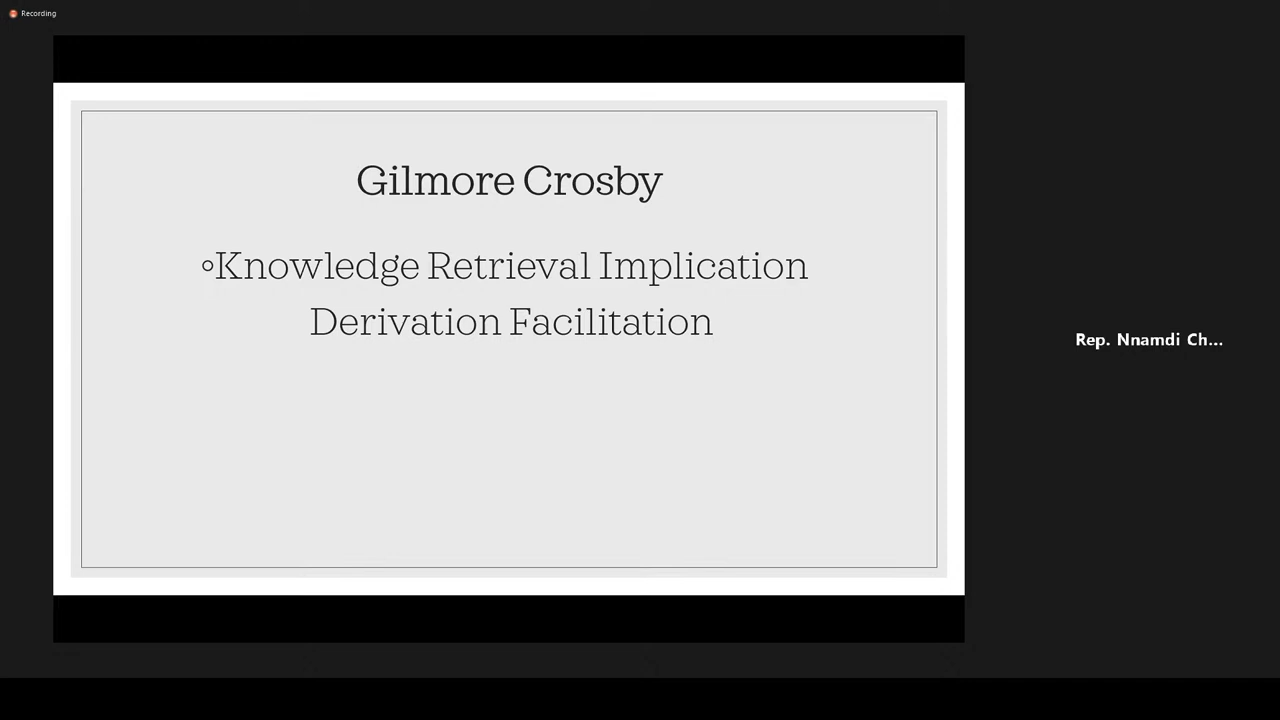 Recording
Gilmore Crosby
◦Knowledge Retrieval Implication
Derivation Facilitation
Rep. Nnamdi Ch...